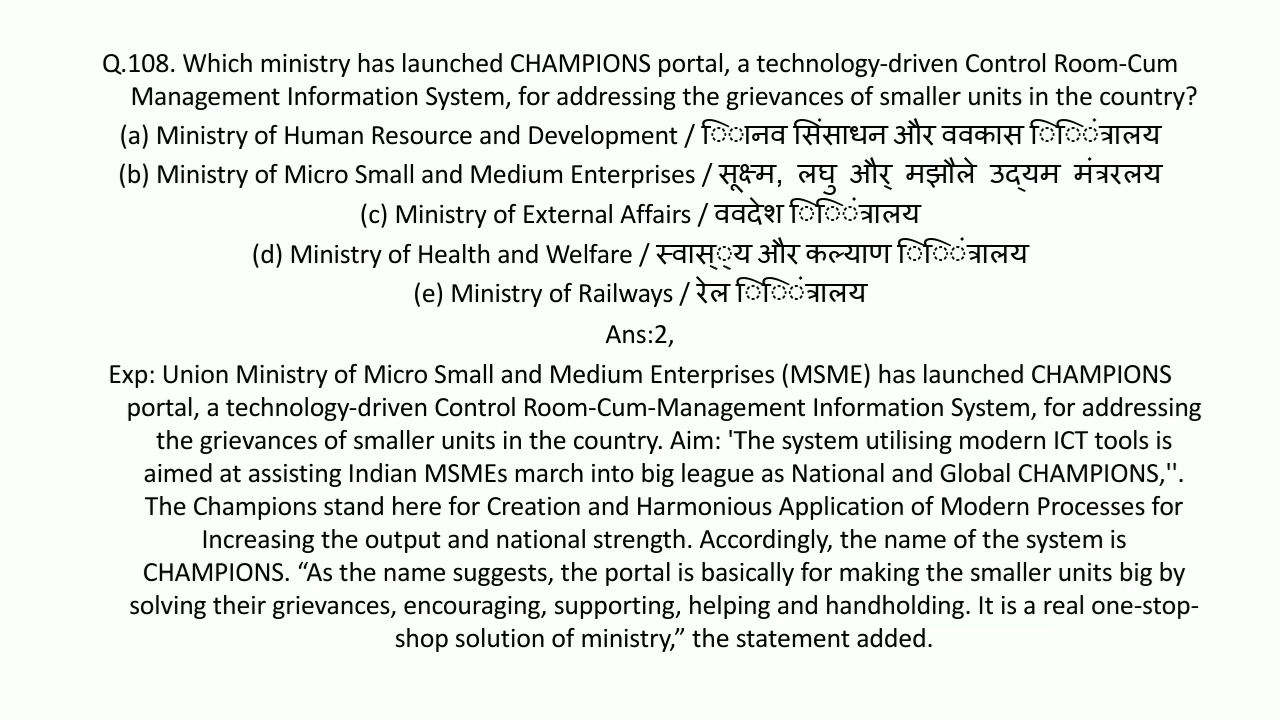 Q.108. Which ministry has launched CHAMPIONS portal, a technology-driven Control Room-Cum
Management Information System, for addressing the grievances of smaller units in the country?
(a) Ministry of Human Resource and Development / िािनव सिंसाधन और ववकास िििंत्रालय
(b) Ministry of Micro Small and Medium Enterprises / सूक्ष्म, लघु और् मझौले उद्यम मंत्ररलय
(c) Ministry of External Affairs / ववदेश िििंत्रालय
(d) Ministry of Health and Welfare / स्वास््य और कल्याण िििंत्रालय
(e) Ministry of Railways / रेल िििंत्रालय
Ans:2,
Exp: Union Ministry of Micro Small and Medium Enterprises (MSME) has launched CHAMPIONS
portal, a technology-driven Control Room-Cum-Management Information System, for addressing
the grievances of smaller units in the country. Aim: 'The system utilising modern ICT tools is
aimed at assisting Indian MSMEs march into big league as National and Global CHAMPIONS,''.
The Champions stand here for Creation and Harmonious Application of Modern Processes for
Increasing the output and national strength. Accordingly, the name of the system is
CHAMPIONS. “As the name suggests, the portal is basically for making the smaller units big by
solving their grievances, encouraging, supporting, helping and handholding. It is a real one-stop-
shop solution of ministry,” the statement added.